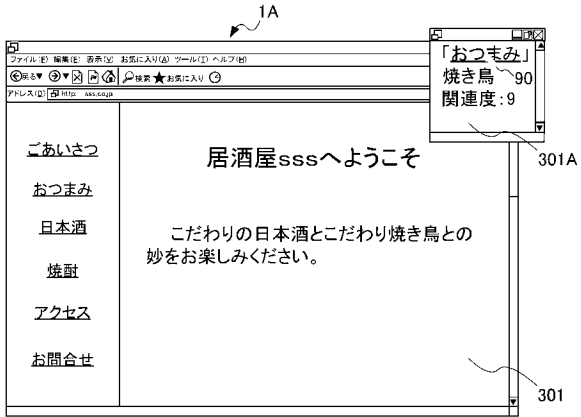 1A
「おつまみ」
焼き鳥
90
関連度:9
301A
ファイル(F) 編集(E) 表示(V) お気に入り(A) ツール(T) ヘルプ(H)
戻る 検索 お気に入り
アドレス(D) http: sss.co.jp
ごあいさつ
おつまみ
日本酒
焼酎
アクセス
お問合せ
居酒屋sssへようこそ
こだわりの日本酒とこだわり焼き鳥との
妙をお楽しみください。
301